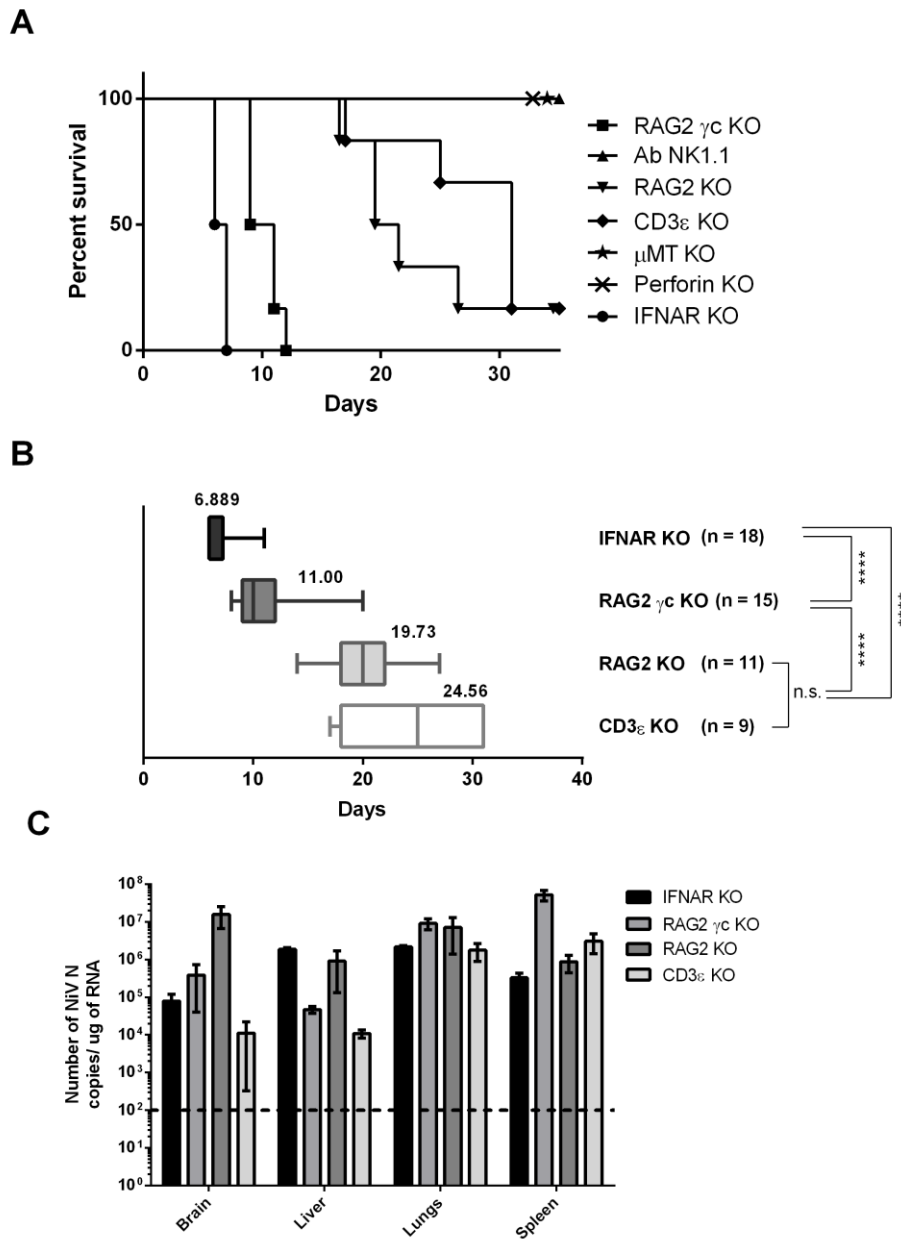 A
Percent survival
100
50
0
0 10 20 30
Days
RAG2 γc KO
Ab NK1.1
RAG2 KO
CD3ε KO
μMT KO
Perforin KO
IFNAR KO
B
6.889
11.00
19.73
24.56
0 10 20 30 40
Days
IFNAR KO (n = 18)
RAG2 γc KO (n = 15)
RAG2 KO (n = 11)
CD3ε KO (n = 9)
****
****
****
n.s.
C
Number of NiV N
copies/ ug of RNA
10⁸
10⁷
10⁶
10⁵
10⁴
10³
10²
10¹
10⁰
Brain Liver Lungs Spleen
IFNAR KO
RAG2 γc KO
RAG2 KO
CD3ε KO